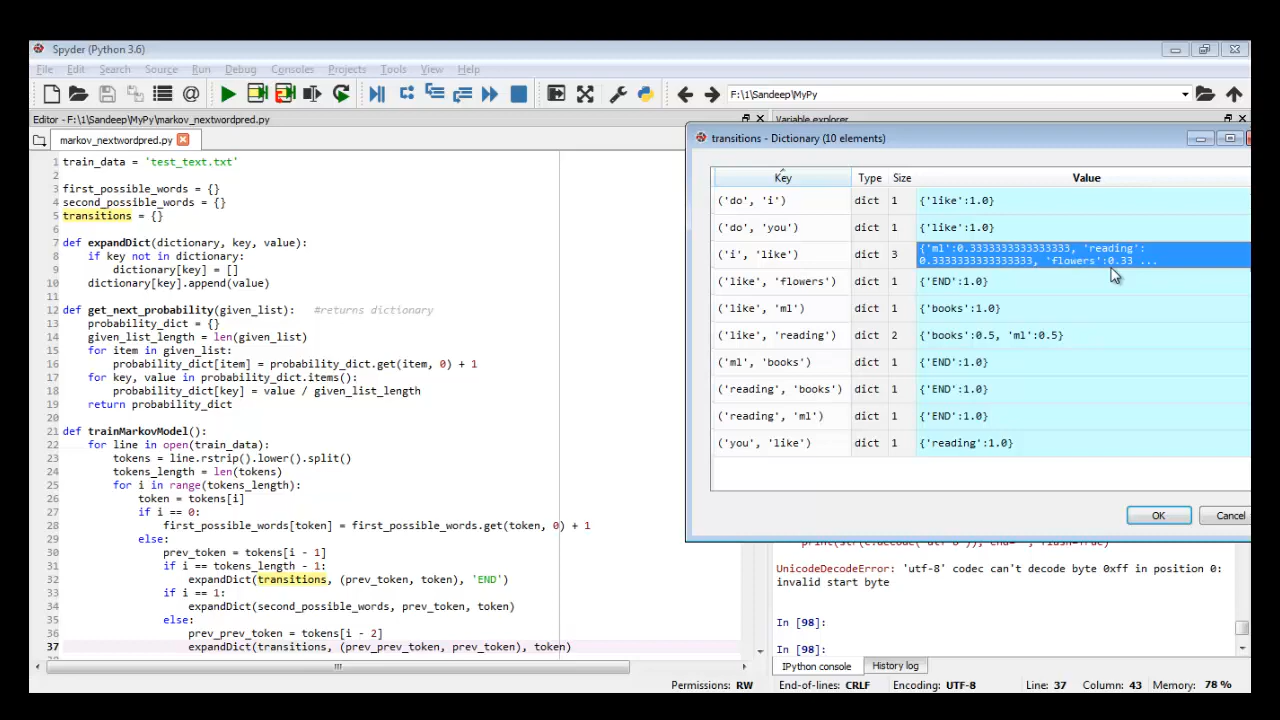 Spyder (Python 3.6)
File Edit Search Source Run Debug Consoles Projects Tools View Help
F:\1\Sandeep\MyPy
Editor - F:\1\Sandeep\MyPy\markov_nextwordpred.py
Variable explorer
markov_nextwordpred.py
1 train_data = 'test_text.txt'
2
3 first_possible_words = {}
4 second_possible_words = {}
5 transitions = {}
6
7 def expandDict(dictionary, key, value):
8 if key not in dictionary:
9 dictionary[key] = []
10 dictionary[key].append(value)
11
12 def get_next_probability(given_list): #returns dictionary
13 probability_dict = {}
14 given_list_length = len(given_list)
15 for item in given_list:
16 probability_dict[item] = probability_dict.get(item, 0) + 1
17 for key, value in probability_dict.items():
18 probability_dict[key] = value / given_list_length
19 return probability_dict
20
21 def trainMarkovModel():
22 for line in open(train_data):
23 tokens = line.rstrip().lower().split()
24 tokens_length = len(tokens)
25 for i in range(tokens_length):
26 token = tokens[i]
27 if i == 0:
28 first_possible_words[token] = first_possible_words.get(token, 0) + 1
29 else:
30 prev_token = tokens[i - 1]
31 if i == tokens_length - 1:
32 expandDict(transitions, (prev_token, token), 'END')
33 if i == 1:
34 expandDict(second_possible_words, prev_token, token)
35 else:
36 prev_prev_token = tokens[i - 2]
37 expandDict(transitions, (prev_prev_token, prev_token), token)
transitions - Dictionary (10 elements)
Key Type Size Value
('do', 'i') dict 1 {'like':1.0}
('do', 'you') dict 1 {'like':1.0}
('i', 'like') dict 3 {'ml':0.3333333333333333, 'reading':
0.3333333333333333, 'flowers':0.33 ...
('like', 'flowers') dict 1 {'END':1.0}
('like', 'ml') dict 1 {'books':1.0}
('like', 'reading') dict 2 {'books':0.5, 'ml':0.5}
('ml', 'books') dict 1 {'END':1.0}
('reading', 'books') dict 1 {'END':1.0}
('reading', 'ml') dict 1 {'END':1.0}
('you', 'like') dict 1 {'reading':1.0}
OK Cancel
UnicodeDecodeError: 'utf-8' codec can't decode byte 0xff in position 0:
invalid start byte
In [98]:
In [98]:
IPython console History log
Permissions: RW End-of-lines: CRLF Encoding: UTF-8 Line: 37 Column: 43 Memory: 78 %